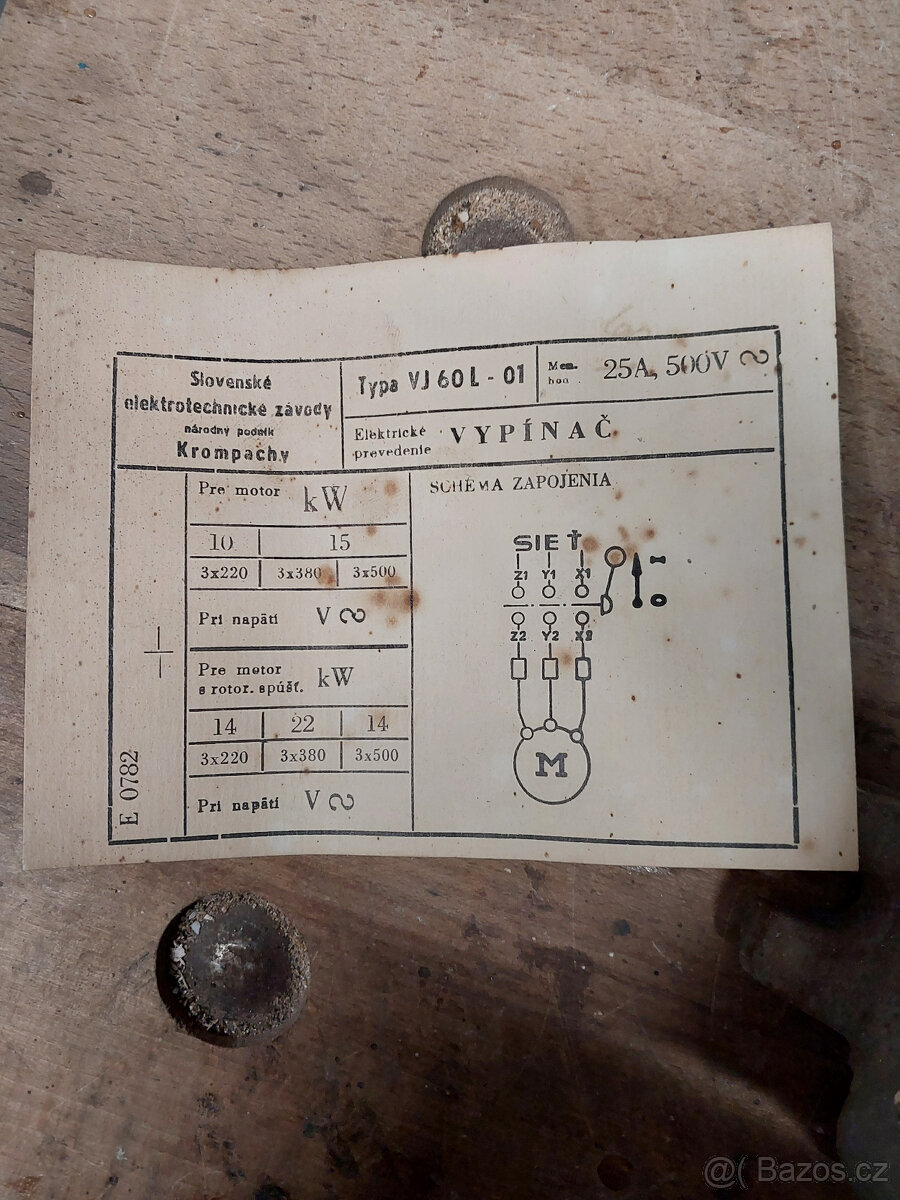 Slovenské
elektrotechnické závody
národný podnik
Krompachy
Typa VJ 60 L - 01
Men.
hod. 25A, 500V ∿
Elektrické
prevedenie VYPÍNAČ
Pre motor kW
10 15
3x220 3x380 3x500
Pri napätí V ∿
Pre motor
s rotor. spúšť. kW
14 22 14
3x220 3x380 3x500
Pri napätí V ∿
E 0782
SCHÉMA ZAPOJENIA
SIEŤ
Z1 Y1 X1
I
O
Z2 Y2 X2
M
@( Bazos.cz